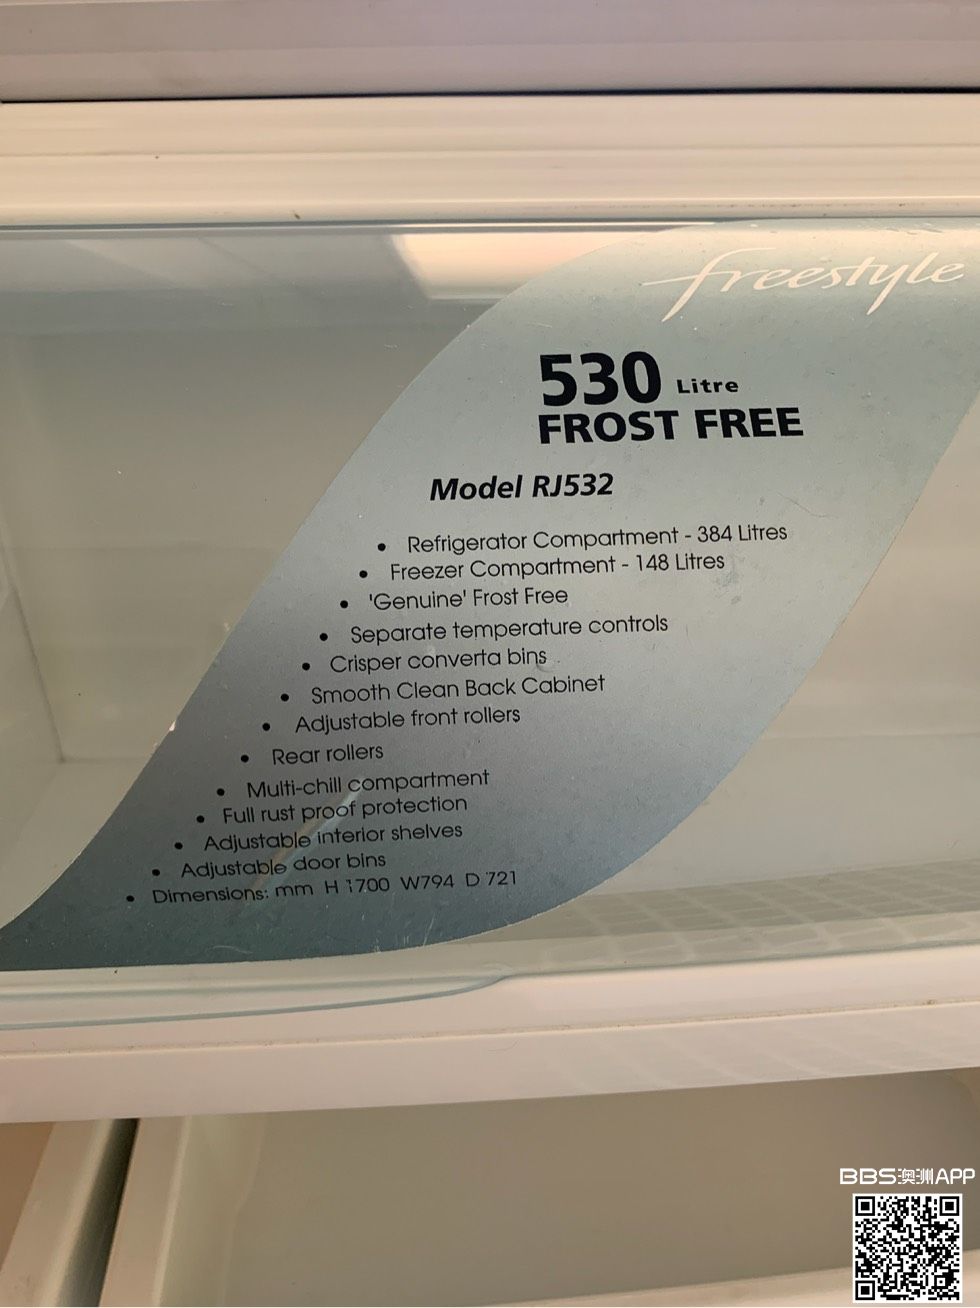 freestyle
530 Litre
FROST FREE
Model RJ532
• Refrigerator Compartment - 384 Litres
• Freezer Compartment - 148 Litres
• 'Genuine' Frost Free
• Separate temperature controls
• Crisper converta bins
• Smooth Clean Back Cabinet
• Adjustable front rollers
• Rear rollers
• Multi-chill compartment
• Full rust proof protection
• Adjustable interior shelves
• Adjustable door bins
• Dimensions: mm H 1700 W794 D 721
BBS澳洲APP